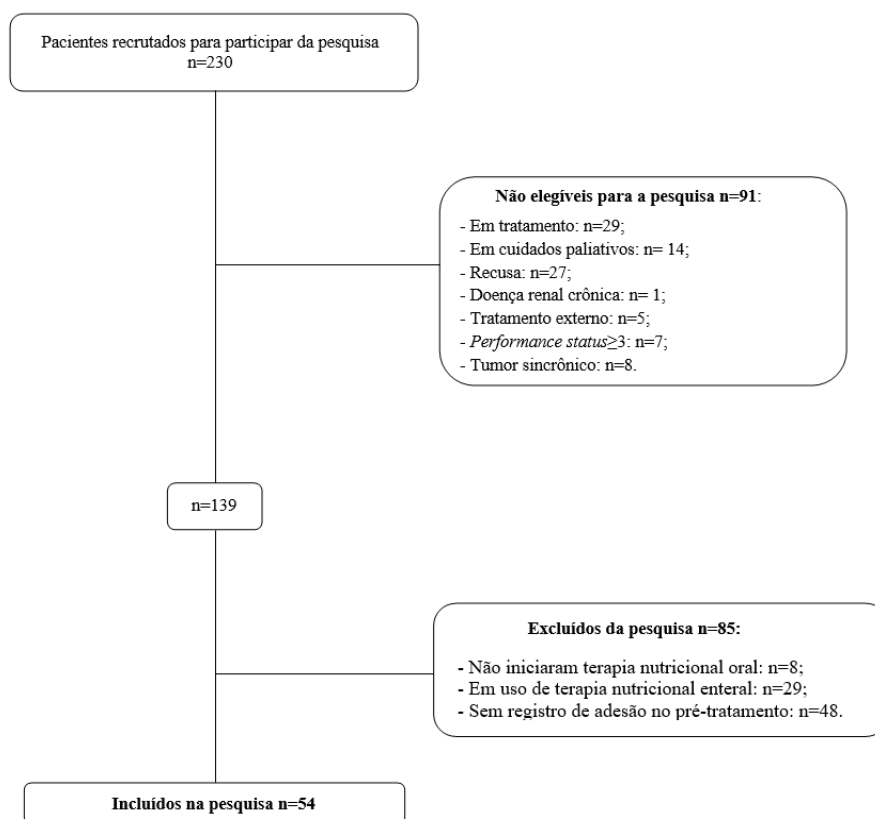 Pacientes recrutados para participar da pesquisa
n=230
Não elegíveis para a pesquisa n=91:
- Em tratamento: n=29;
- Em cuidados paliativos: n= 14;
- Recusa: n=27;
- Doença renal crônica: n= 1;
- Tratamento externo: n=5;
- Performance status≥3: n=7;
- Tumor sincrônico: n=8.
n=139
Excluídos da pesquisa n=85:
- Não iniciaram terapia nutricional oral: n=8;
- Em uso de terapia nutricional enteral: n=29;
- Sem registro de adesão no pré-tratamento: n=48.
Incluídos na pesquisa n=54